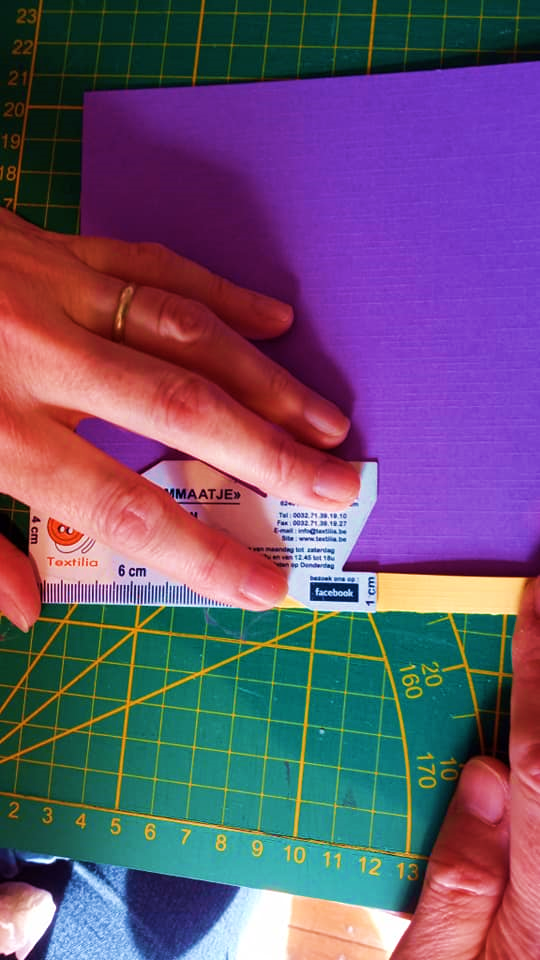 23
22
21
20
19
18
MMAATJE»
Tel : 0032.71.39.19.10
Fax : 0032.71.39.19.27
E-mail : info@textilia.be
Site : www.textilia.be
van maandag tot zaterdag
en van 12.45 tot 18u
op Donderdag
bezoek ons op :
facebook
1 cm
4 cm
Textilia
6 cm
20
160
10
170
2 3 4 5 6 7 8 9 10 11 12 13